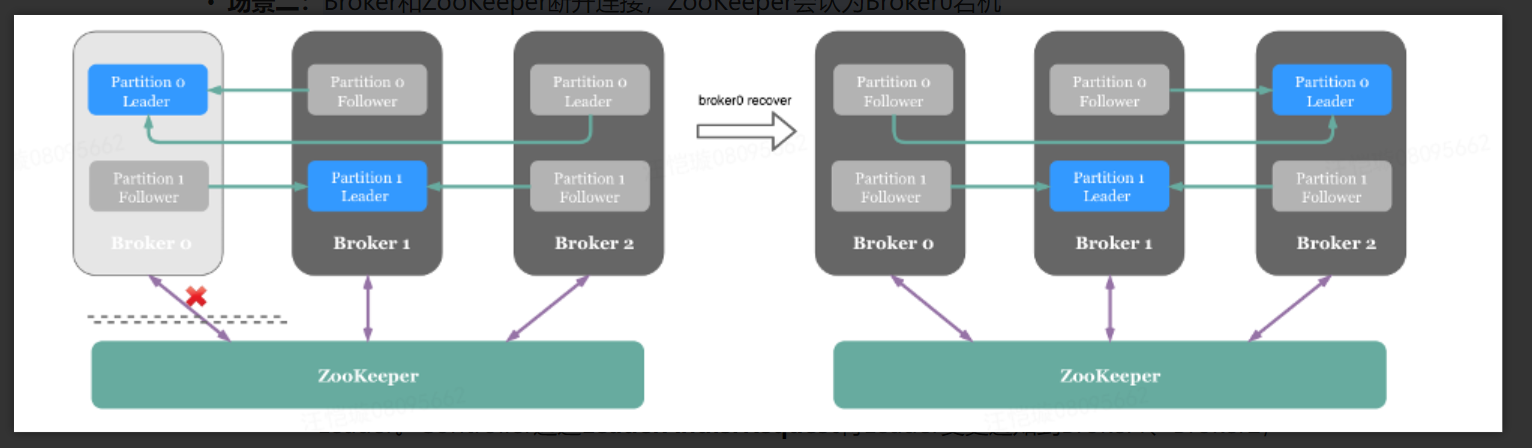 场景二：Broker和ZooKeeper断开连接，ZooKeeper会认为Broker0宕机
Partition 0
Leader
Partition 0
Follower
Partition 0
Leader
Partition 1
Follower
Partition 1
Leader
Partition 1
Follower
Broker 0
Broker 1
Broker 2
ZooKeeper
broker0 recover
Partition 0
Follower
Partition 0
Follower
Partition 0
Leader
Partition 1
Follower
Partition 1
Leader
Partition 1
Follower
Broker 0
Broker 1
Broker 2
ZooKeeper